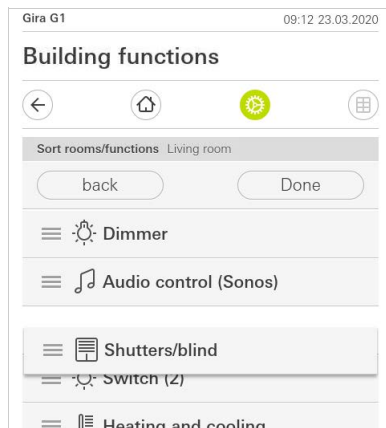 Gira G1 09:12 23.03.2020
Building functions
Sort rooms/functions Living room
back Done
Dimmer
Audio control (Sonos)
Shutters/blind
Switch (2)
Heating and cooling